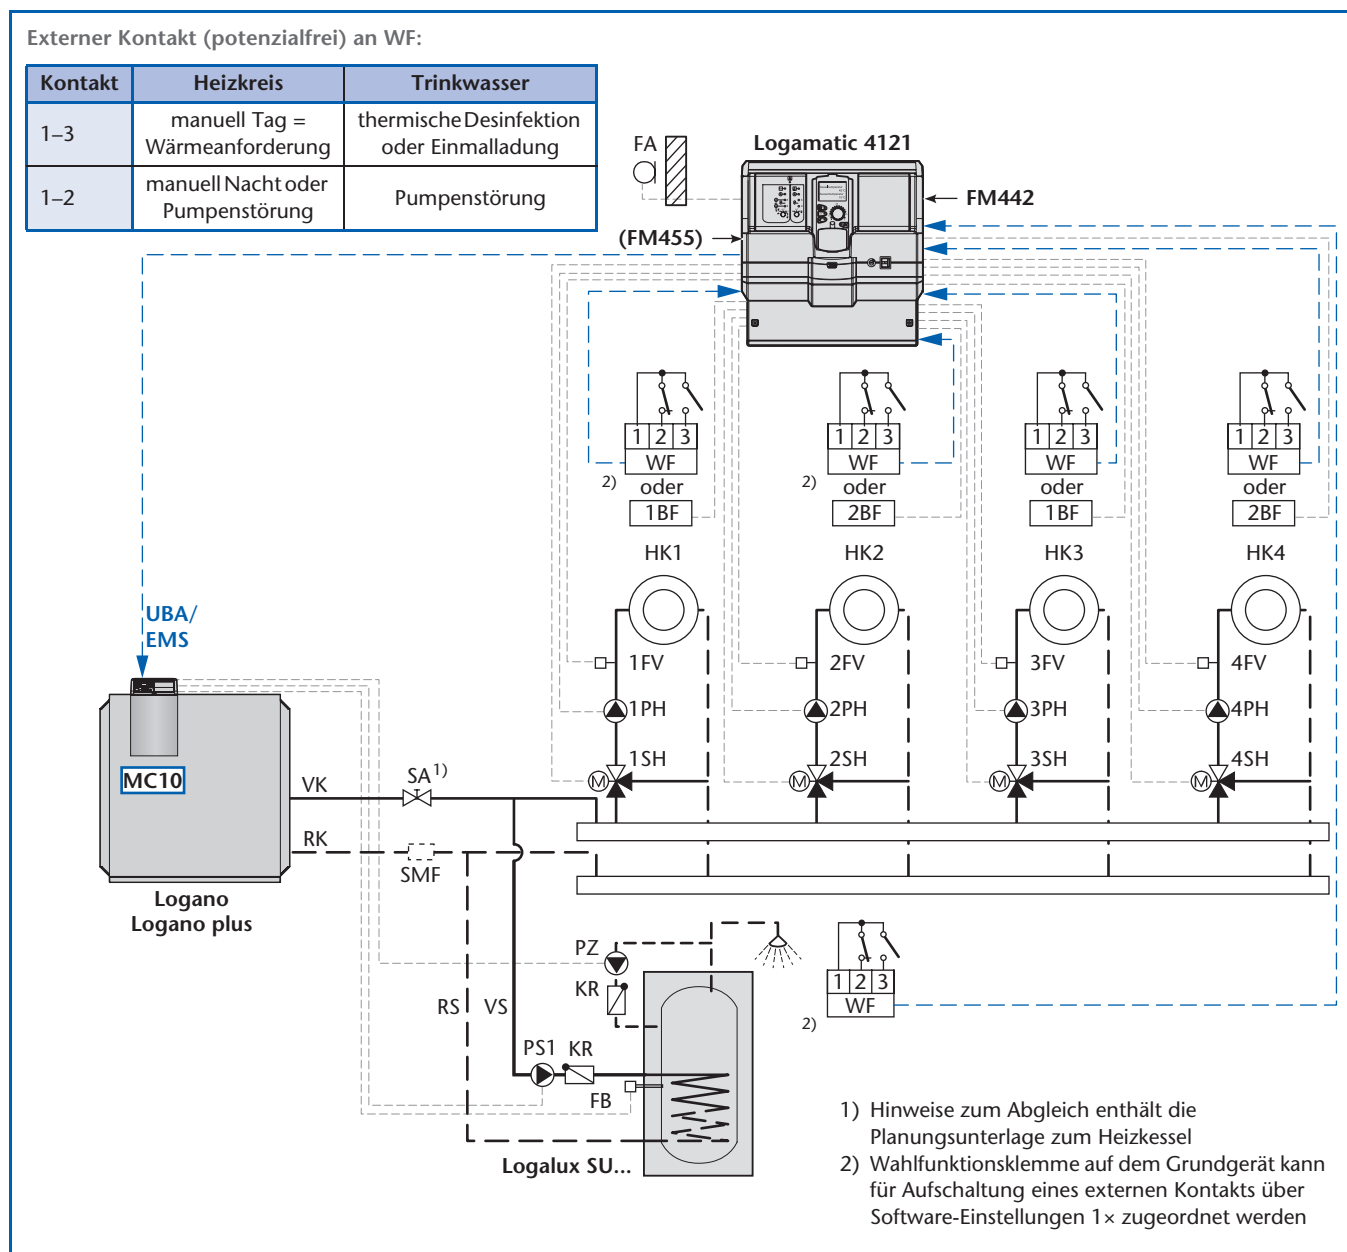 Externer Kontakt (potenzialfrei) an WF:
Kontakt Heizkreis Trinkwasser
1–3 manuell Tag = Wärmeanforderung thermische Desinfektion oder Einmalladung
1–2 manuell Nacht oder Pumpenstörung Pumpenstörung
FA
Logamatic 4121
FM442
(FM455)
1 2 3
WF
2)
oder
1BF
1 2 3
WF
2)
oder
2BF
1 2 3
WF
oder
1BF
1 2 3
WF
oder
2BF
HK1 HK2 HK3 HK4
UBA/
EMS
1FV 2FV 3FV 4FV
1PH 2PH 3PH 4PH
1SH 2SH 3SH 4SH
M M M M
MC10
VK
SA1)
RK
SMF
Logano
Logano plus
PZ
KR
RS VS
PS1 KR
FB
Logalux SU...
1 2 3
WF
2)
1) Hinweise zum Abgleich enthält die
Planungsunterlage zum Heizkessel
2) Wahlfunktionsklemme auf dem Grundgerät kann
für Aufschaltung eines externen Kontakts über
Software-Einstellungen 1× zugeordnet werden